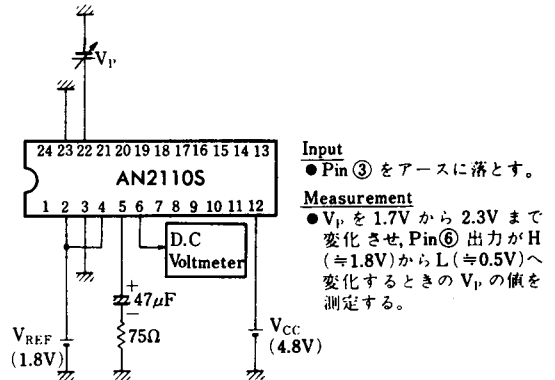 V_P
24 23 22 21 20 19 18 17 16 15 14 13
AN2110S
1 2 3 4 5 6 7 8 9 10 11 12
D.C
Voltmeter
+
47μF
−
75Ω
V_REF
(1.8V)
V_CC
(4.8V)
Input
●Pin ③ をアースに落とす。
Measurement
●V_P を 1.7V から 2.3V まで
変化させ, Pin⑥ 出力がH
(≒1.8V)からL(≒0.5V)へ
変化するときの V_P の値を
測定する。